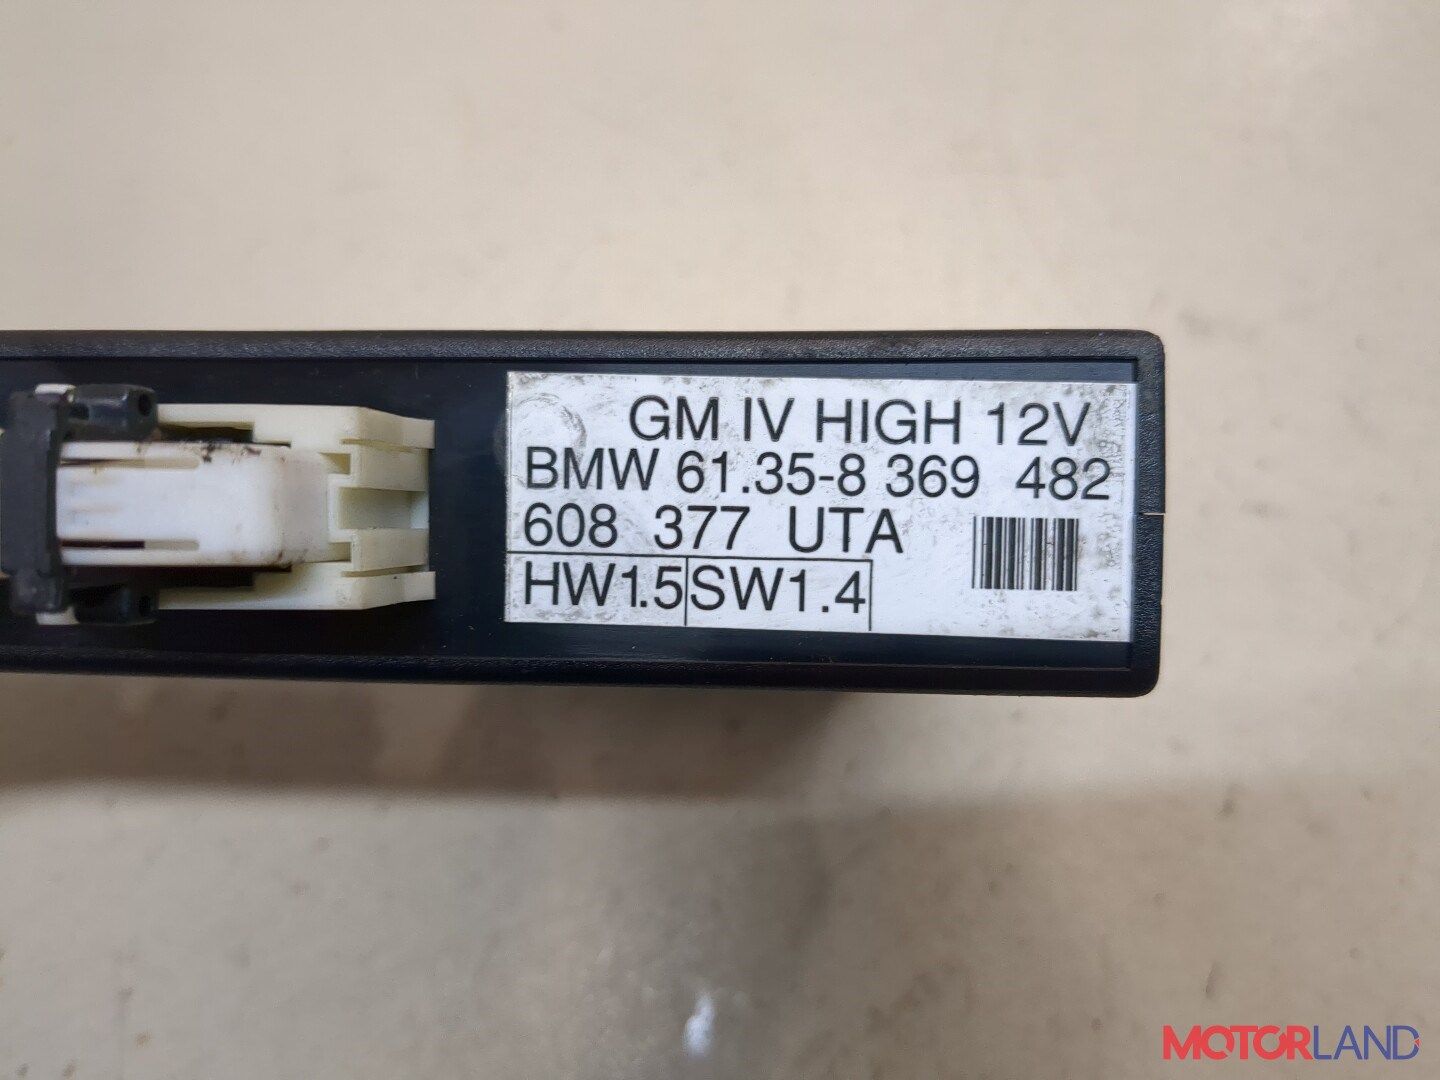 GM IV HIGH 12V
BMW 61.35-8 369 482
608 377 UTA
HW1.5 SW1.4
MOTORLAND